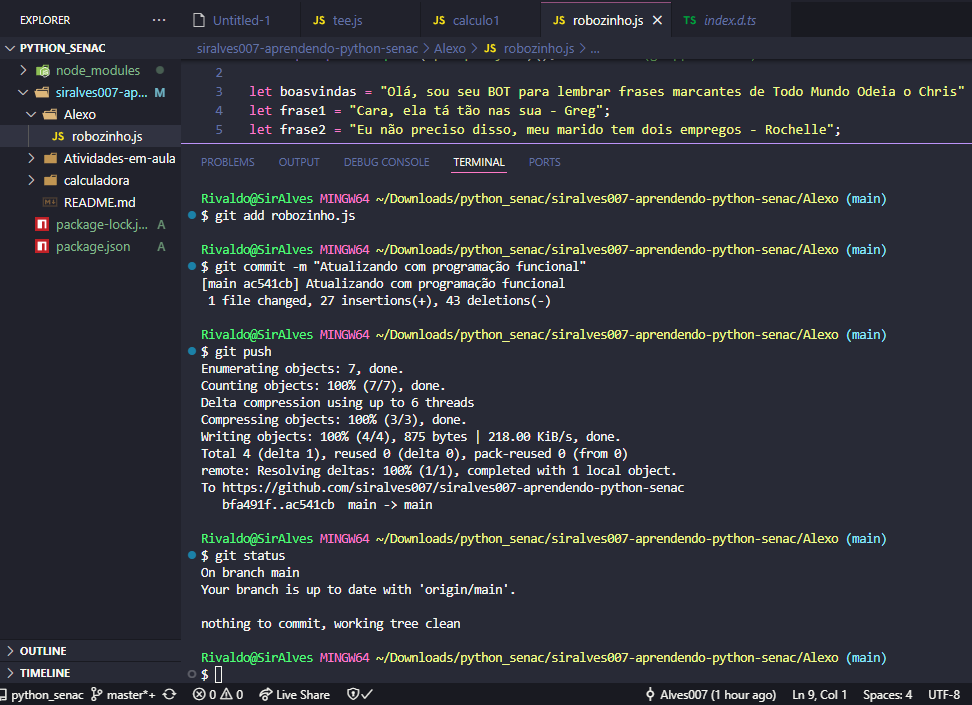 EXPLORER ···
PYTHON_SENAC
node_modules
siralves007-ap... M
Alexo
JS robozinho.js
Atividades-em-aula
calculadora
README.md
package-lock.j... A
package.json A
OUTLINE
TIMELINE
Untitled-1 JS tee.js JS calculo1 JS robozinho.js TS index.d.ts
siralves007-aprendendo-python-senac > Alexo > JS robozinho.js > ...
2
3 let boasvindas = "Olá, sou seu BOT para lembrar frases marcantes de Todo Mundo Odeia o Chris"
4 let frase1 = "Cara, ela tá tão nas sua - Greg";
5 let frase2 = "Eu não preciso disso, meu marido tem dois empregos - Rochelle";
PROBLEMS OUTPUT DEBUG CONSOLE TERMINAL PORTS
Rivaldo@SirAlves MINGW64 ~/Downloads/python_senac/siralves007-aprendendo-python-senac/Alexo (main)
$ git add robozinho.js
Rivaldo@SirAlves MINGW64 ~/Downloads/python_senac/siralves007-aprendendo-python-senac/Alexo (main)
$ git commit -m "Atualizando com programação funcional"
[main ac541cb] Atualizando com programação funcional
1 file changed, 27 insertions(+), 43 deletions(-)
Rivaldo@SirAlves MINGW64 ~/Downloads/python_senac/siralves007-aprendendo-python-senac/Alexo (main)
$ git push
Enumerating objects: 7, done.
Counting objects: 100% (7/7), done.
Delta compression using up to 6 threads
Compressing objects: 100% (3/3), done.
Writing objects: 100% (4/4), 875 bytes | 218.00 KiB/s, done.
Total 4 (delta 1), reused 0 (delta 0), pack-reused 0 (from 0)
remote: Resolving deltas: 100% (1/1), completed with 1 local object.
To https://github.com/siralves007/siralves007-aprendendo-python-senac
bfa491f..ac541cb main -> main
Rivaldo@SirAlves MINGW64 ~/Downloads/python_senac/siralves007-aprendendo-python-senac/Alexo (main)
$ git status
On branch main
Your branch is up to date with 'origin/main'.
nothing to commit, working tree clean
Rivaldo@SirAlves MINGW64 ~/Downloads/python_senac/siralves007-aprendendo-python-senac/Alexo (main)
$
python_senac master*+ 0 0 Live Share Alves007 (1 hour ago) Ln 9, Col 1 Spaces: 4 UTF-8